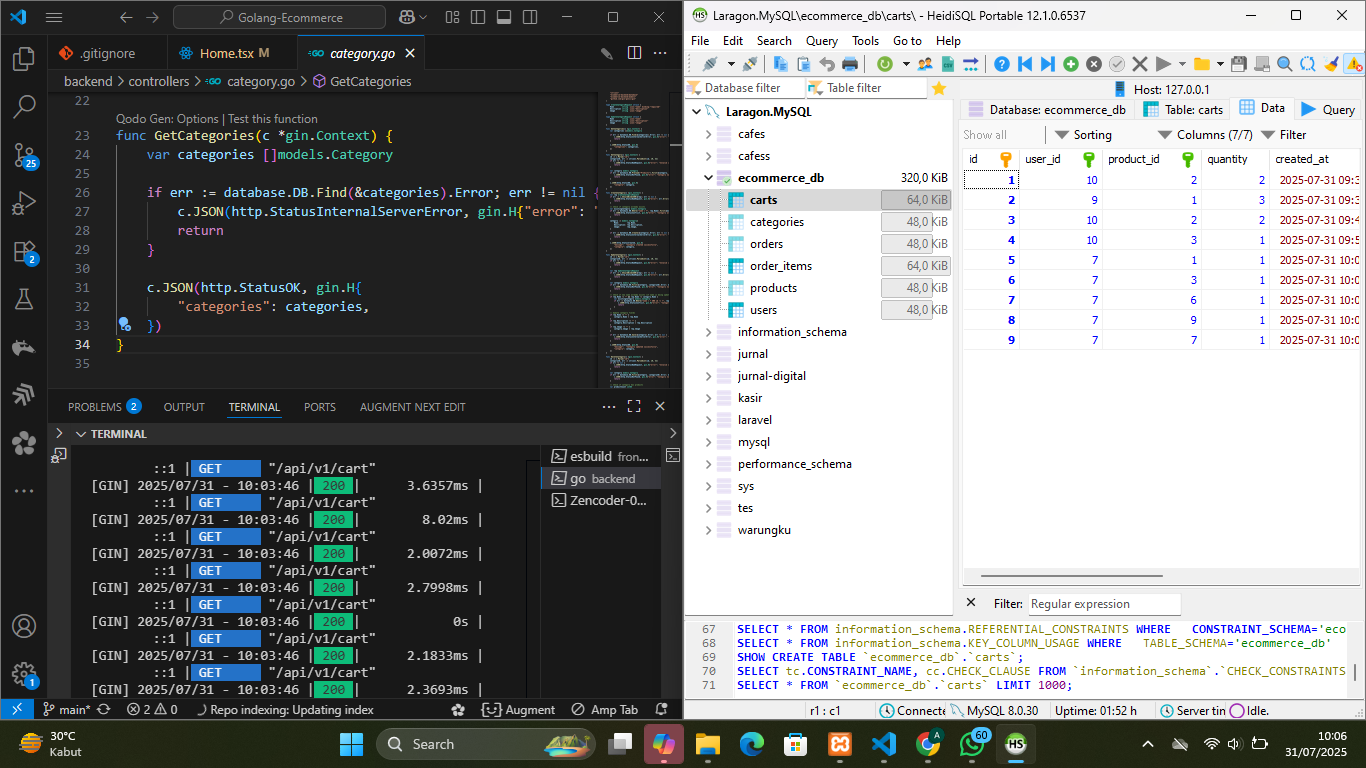 Golang-Ecommerce
.gitignore
Home.tsx M
category.go
backend > controllers > category.go > GetCategories
22
Qodo Gen: Options | Test this function
23 func GetCategories(c *gin.Context) {
24 var categories []models.Category
25
26 if err := database.DB.Find(&categories).Error; err != nil {
27 c.JSON(http.StatusInternalServerError, gin.H{"error": "
28 return
29 }
30
31 c.JSON(http.StatusOK, gin.H{
32 "categories": categories,
33 })
34 }
35
25
2
1
PROBLEMS 2 OUTPUT TERMINAL PORTS AUGMENT NEXT EDIT
TERMINAL
::1 | GET "/api/v1/cart"
[GIN] 2025/07/31 - 10:03:46 | 200 | 3.6357ms |
::1 | GET "/api/v1/cart"
[GIN] 2025/07/31 - 10:03:46 | 200 | 8.02ms |
::1 | GET "/api/v1/cart"
[GIN] 2025/07/31 - 10:03:46 | 200 | 2.0072ms |
::1 | GET "/api/v1/cart"
[GIN] 2025/07/31 - 10:03:46 | 200 | 2.7998ms |
::1 | GET "/api/v1/cart"
[GIN] 2025/07/31 - 10:03:46 | 200 | 0s |
::1 | GET "/api/v1/cart"
[GIN] 2025/07/31 - 10:03:46 | 200 | 2.1833ms |
::1 | GET "/api/v1/cart"
[GIN] 2025/07/31 - 10:03:46 | 200 | 2.3693ms |
esbuild fron...
go backend
Zencoder-0...
main* 2 0 Repo indexing: Updating index Augment Amp Tab
Laragon.MySQL\ecommerce_db\carts\ - HeidiSQL Portable 12.1.0.6537
File Edit Search Query Tools Go to Help
Database filter Table filter
Laragon.MySQL
cafes
cafess
ecommerce_db 320,0 KiB
carts 64,0 KiB
categories 48,0 KiB
orders 48,0 KiB
order_items 64,0 KiB
products 48,0 KiB
users 48,0 KiB
information_schema
jurnal
jurnal-digital
kasir
laravel
mysql
performance_schema
sys
tes
warungku
Host: 127.0.0.1
Database: ecommerce_db Table: carts Data Query
Show all Sorting Columns (7/7) Filter
id user_id product_id quantity created_at
1 10 2 2 2025-07-31 09:3
2 9 1 3 2025-07-31 09:3
3 10 2 2 2025-07-31 09:4
4 10 3 1 2025-07-31 09:5
5 7 1 1 2025-07-31 10:0
6 7 3 1 2025-07-31 10:0
7 7 6 1 2025-07-31 10:0
8 7 9 1 2025-07-31 10:0
9 7 7 1 2025-07-31 10:0
Filter: Regular expression
67 SELECT * FROM information_schema.REFERENTIAL_CONSTRAINTS WHERE CONSTRAINT_SCHEMA='eco
68 SELECT * FROM information_schema.KEY_COLUMN_USAGE WHERE TABLE_SCHEMA='ecommerce_db'
69 SHOW CREATE TABLE `ecommerce_db`.`carts`;
70 SELECT tc.CONSTRAINT_NAME, cc.CHECK_CLAUSE FROM `information_schema`.`CHECK_CONSTRAINTS
71 SELECT * FROM `ecommerce_db`.`carts` LIMIT 1000;
r1 : c1 Connecte MySQL 8.0.30 Uptime: 01:52 h Server tin Idle.
30°C
Kabut
Search
60
10:06
31/07/2025